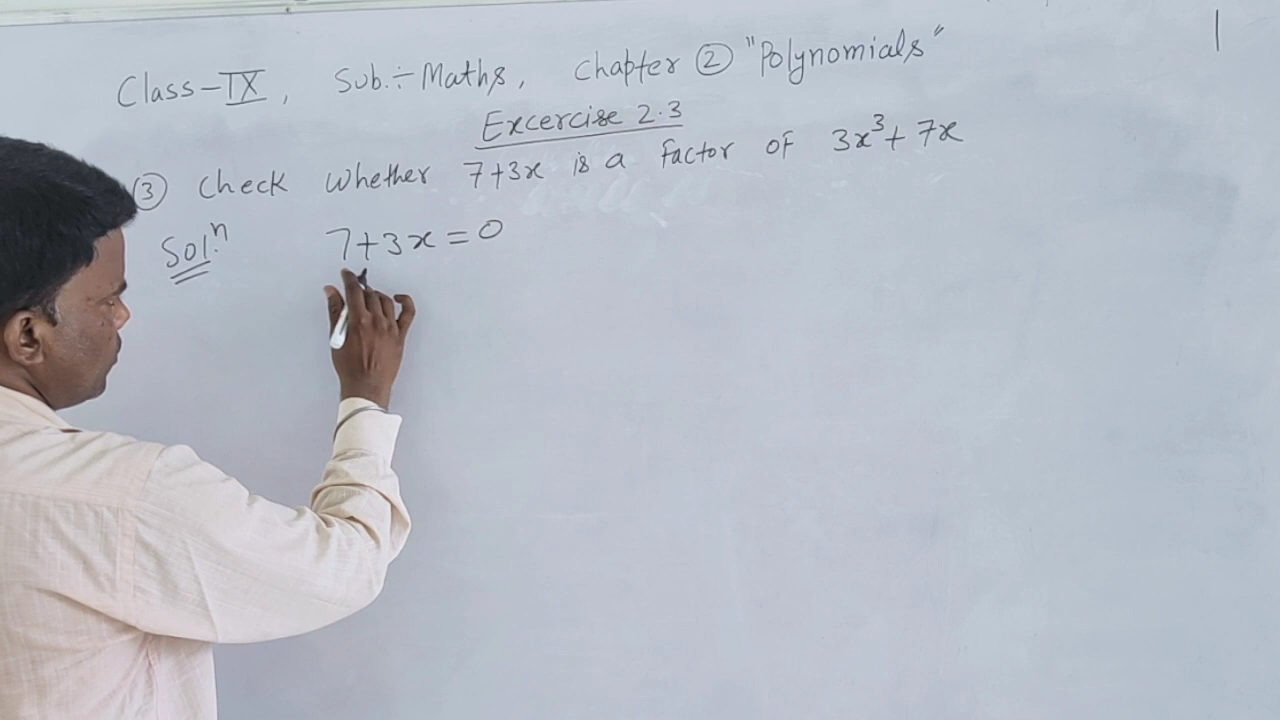 Class-IX, Sub.÷Maths, Chapter ② "Polynomials"
Excercise 2.3
③ Check whether 7+3x is a factor of 3x³+7x
Sol.ⁿ 7+3x=0